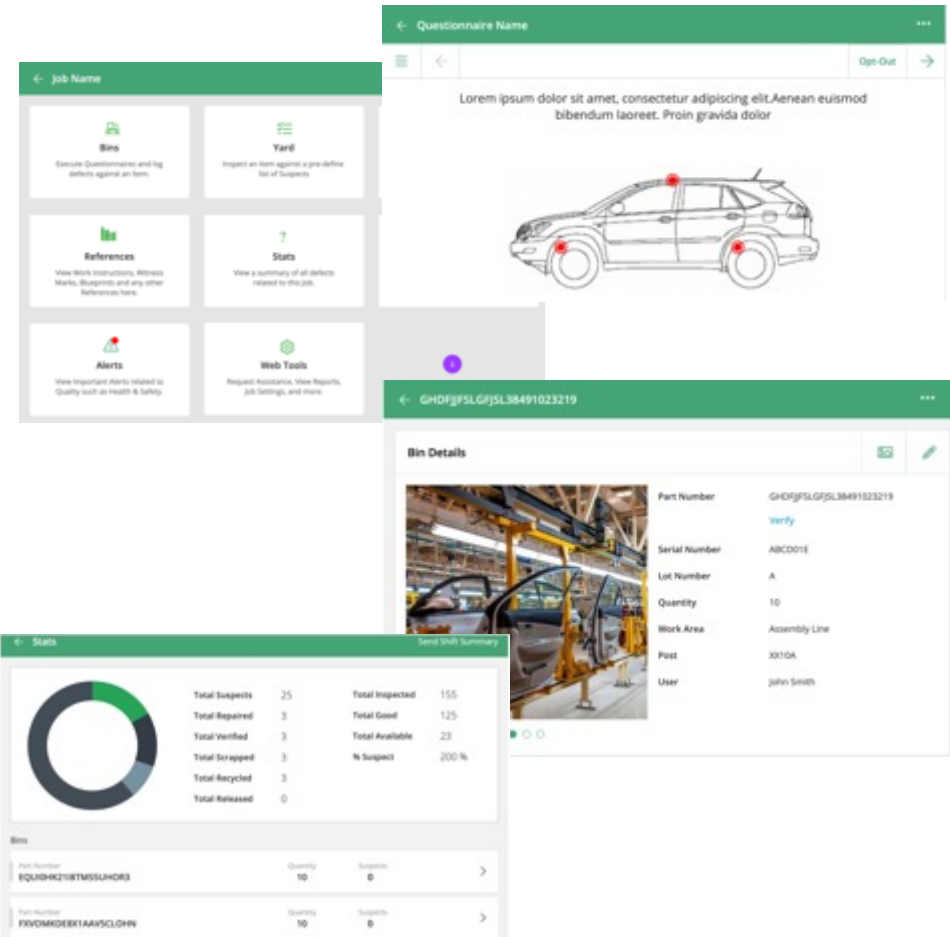 Questionnaire Name
Opt-Out
Lorem ipsum dolor sit amet, consectetur adipiscing elit.Aenean euismod
bibendum laoreet. Proin gravida dolor
Job Name
Bins
Execute Questionnaires and log
defects against an item.
Yard
Inspect an item against a pre-define
list of Suspects
References
View Work Instructions, Witness
Marks, Blueprints and any other
References here.
?
Stats
View a summary of all defects
related to this job.
Alerts
View Important Alerts related to
Quality such as Health & Safety.
Web Tools
Request Assistance, View Reports,
Job Settings, and more.
GHDFJJFSLGFJSL38491023219
Bin Details
Part Number GHDFJJFSLGFJSL38491023219
Verify
Serial Number ABCD01E
Lot Number A
Quantity 10
Work Area Assembly Line
Post XX10A
User John Smith
Stats Send Shift Summary
Total Suspects 25 Total Inspected 155
Total Repaired 3 Total Good 125
Total Verified 3 Total Available 23
Total Scrapped 3 % Suspect 200 %
Total Recycled 3
Total Released 0
Bins
Part Number Quantity Suspects
10 0
Part Number Quantity Suspects
10 0